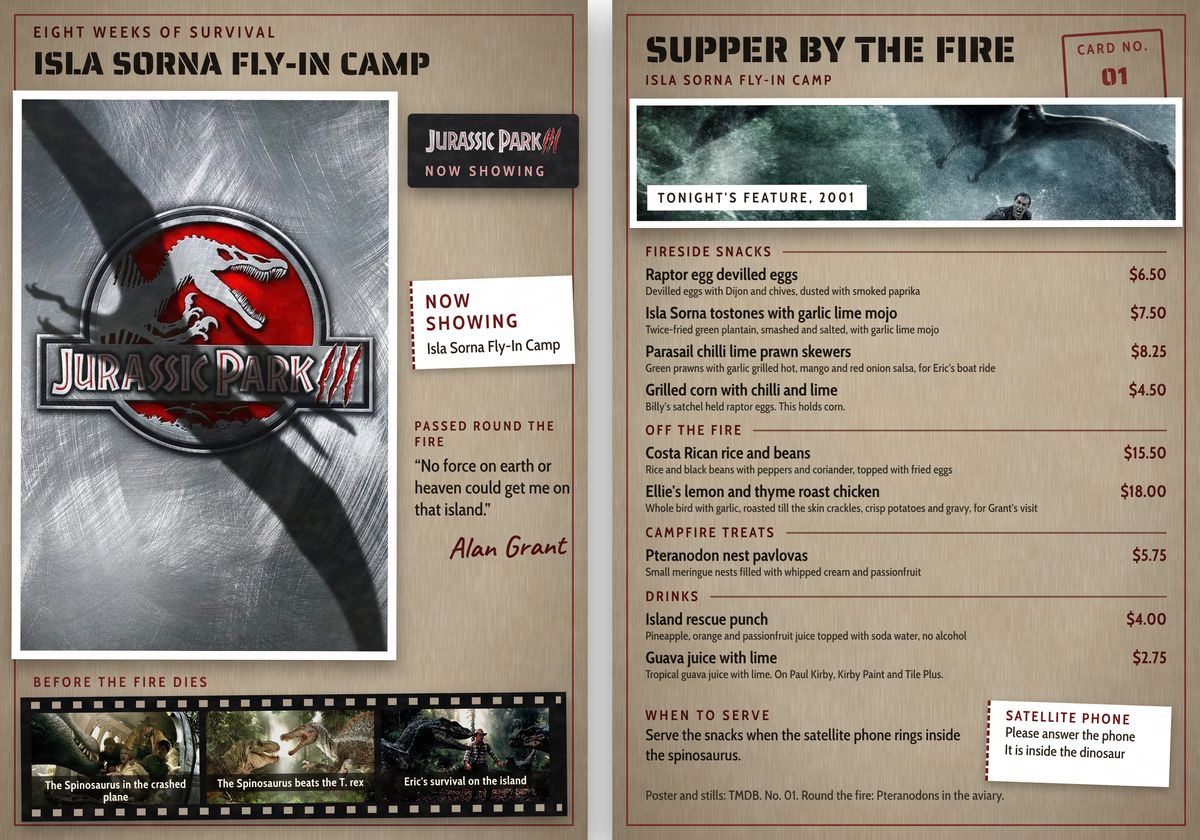 EIGHT WEEKS OF SURVIVAL
ISLA SORNA FLY-IN CAMP
JURASSIC PARK III
NOW SHOWING
JURASSIC PARK III
NOW
SHOWING
Isla Sorna Fly-In Camp
PASSED ROUND THE
FIRE
“No force on earth or
heaven could get me on
that island.”
Alan Grant
BEFORE THE FIRE DIES
The Spinosaurus in the crashed
plane
The Spinosaurus beats the T. rex
Eric's survival on the island
SUPPER BY THE FIRE
ISLA SORNA FLY-IN CAMP
CARD NO.
01
TONIGHT'S FEATURE, 2001
FIRESIDE SNACKS
Raptor egg devilled eggs $6.50
Devilled eggs with Dijon and chives, dusted with smoked paprika
Isla Sorna tostones with garlic lime mojo $7.50
Twice-fried green plantain, smashed and salted, with garlic lime mojo
Parasail chilli lime prawn skewers $8.25
Green prawns with garlic grilled hot, mango and red onion salsa, for Eric's boat ride
Grilled corn with chilli and lime $4.50
Billy's satchel held raptor eggs. This holds corn.
OFF THE FIRE
Costa Rican rice and beans $15.50
Rice and black beans with peppers and coriander, topped with fried eggs
Ellie's lemon and thyme roast chicken $18.00
Whole bird with garlic, roasted till the skin crackles, crisp potatoes and gravy, for Grant's visit
CAMPFIRE TREATS
Pteranodon nest pavlovas $5.75
Small meringue nests filled with whipped cream and passionfruit
DRINKS
Island rescue punch $4.00
Pineapple, orange and passionfruit juice topped with soda water, no alcohol
Guava juice with lime $2.75
Tropical guava juice with lime. On Paul Kirby, Kirby Paint and Tile Plus.
WHEN TO SERVE
Serve the snacks when the satellite phone rings inside
the spinosaurus.
SATELLITE PHONE
Please answer the phone
It is inside the dinosaur
Poster and stills: TMDB. No. 01. Round the fire: Pteranodons in the aviary.